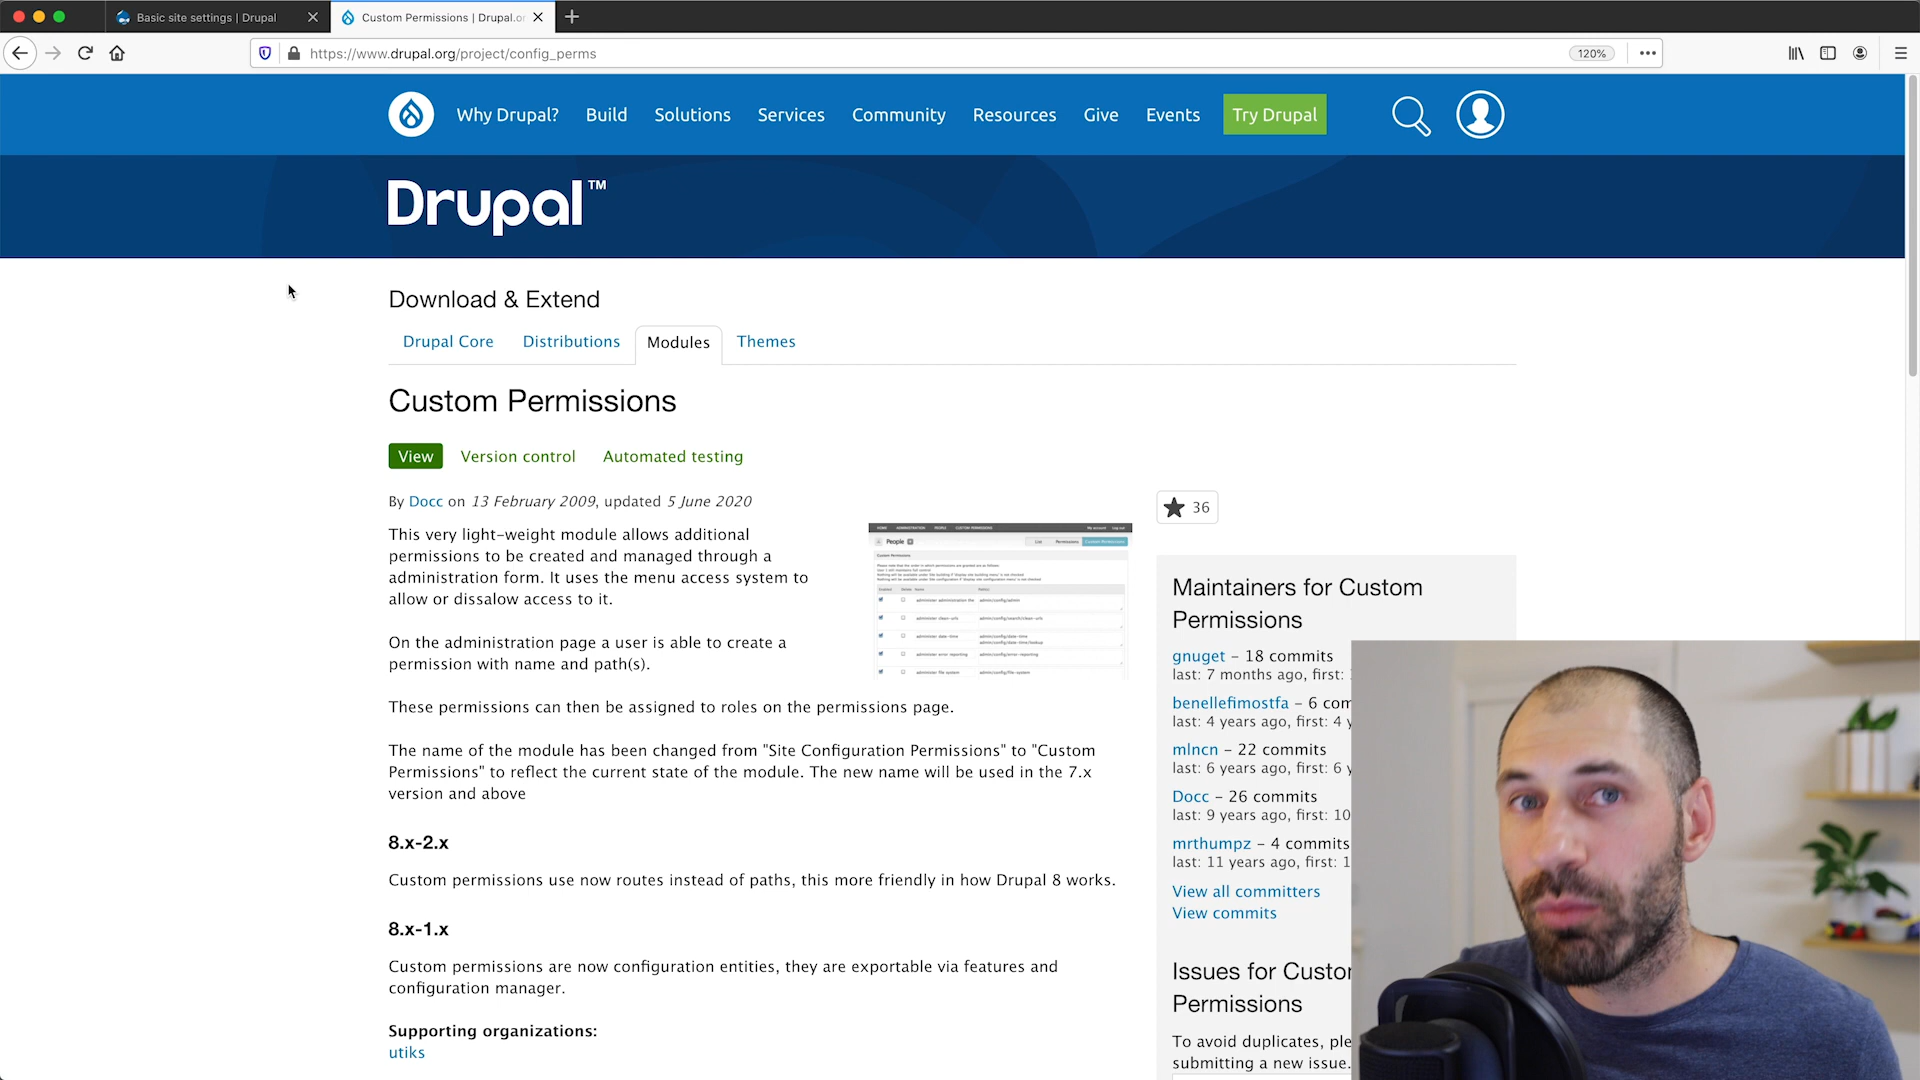 Basic site settings | Drupal
Custom Permissions | Drupal.or
https://www.drupal.org/project/config_perms
120%
Why Drupal?
Build
Solutions
Services
Community
Resources
Give
Events
Try Drupal
Drupal™
Download & Extend
Drupal Core
Distributions
Modules
Themes
Custom Permissions
View
Version control
Automated testing
By Docc on 13 February 2009, updated 5 June 2020
This very light-weight module allows additional
permissions to be created and managed through a
administration form. It uses the menu access system to
allow or dissalow access to it.
On the administration page a user is able to create a
permission with name and path(s).
These permissions can then be assigned to roles on the permissions page.
The name of the module has been changed from "Site Configuration Permissions" to "Custom
Permissions" to reflect the current state of the module. The new name will be used in the 7.x
version and above
8.x-2.x
Custom permissions use now routes instead of paths, this more friendly in how Drupal 8 works.
8.x-1.x
Custom permissions are now configuration entities, they are exportable via features and
configuration manager.
Supporting organizations:
utiks
People
36
Maintainers for Custom
Permissions
gnuget – 18 commits
last: 7 months ago, first:
benellefimostfa – 6 com
last: 4 years ago, first: 4 y
mlncn – 22 commits
last: 6 years ago, first: 6 y
Docc – 26 commits
last: 9 years ago, first: 10
mrthumpz – 4 commits
last: 11 years ago, first: 1
View all committers
View commits
Issues for Custo
Permissions
To avoid duplicates, ple
submitting a new issue.